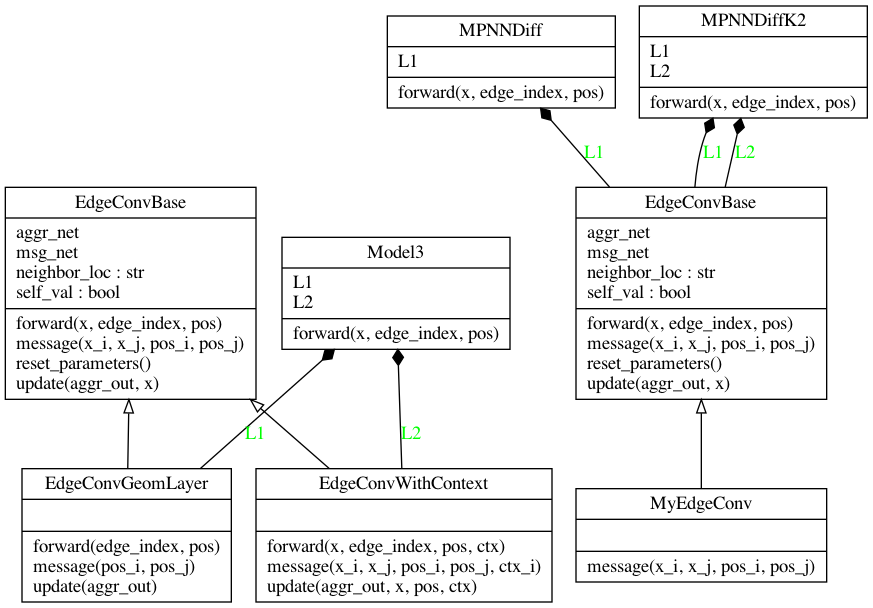 MPNNDiff
L1
forward(x, edge_index, pos)
MPNNDiffK2
L1
L2
forward(x, edge_index, pos)
L1
L1
L2
EdgeConvBase
aggr_net
msg_net
neighbor_loc : str
self_val : bool
forward(x, edge_index, pos)
message(x_i, x_j, pos_i, pos_j)
reset_parameters()
update(aggr_out, x)
Model3
L1
L2
forward(x, edge_index, pos)
EdgeConvBase
aggr_net
msg_net
neighbor_loc : str
self_val : bool
forward(x, edge_index, pos)
message(x_i, x_j, pos_i, pos_j)
reset_parameters()
update(aggr_out, x)
L1
L2
EdgeConvGeomLayer
forward(edge_index, pos)
message(pos_i, pos_j)
update(aggr_out)
EdgeConvWithContext
forward(x, edge_index, pos, ctx)
message(x_i, x_j, pos_i, pos_j, ctx_i)
update(aggr_out, x, pos, ctx)
MyEdgeConv
message(x_i, x_j, pos_i, pos_j)